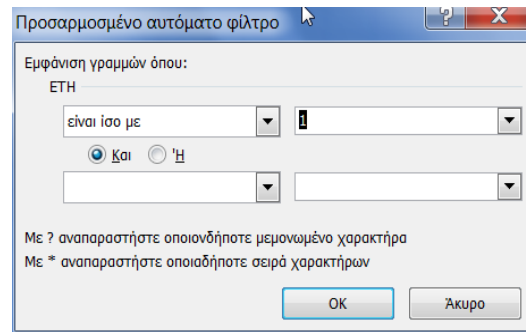 Προσαρμοσμένο αυτόματο φίλτρο
Εμφάνιση γραμμών όπου:
ΕΤΗ
είναι ίσο με 1
Και Ή
Με ? αναπαραστήστε οποιονδήποτε μεμονωμένο χαρακτήρα
Με * αναπαραστήστε οποιαδήποτε σειρά χαρακτήρων
OK Άκυρο